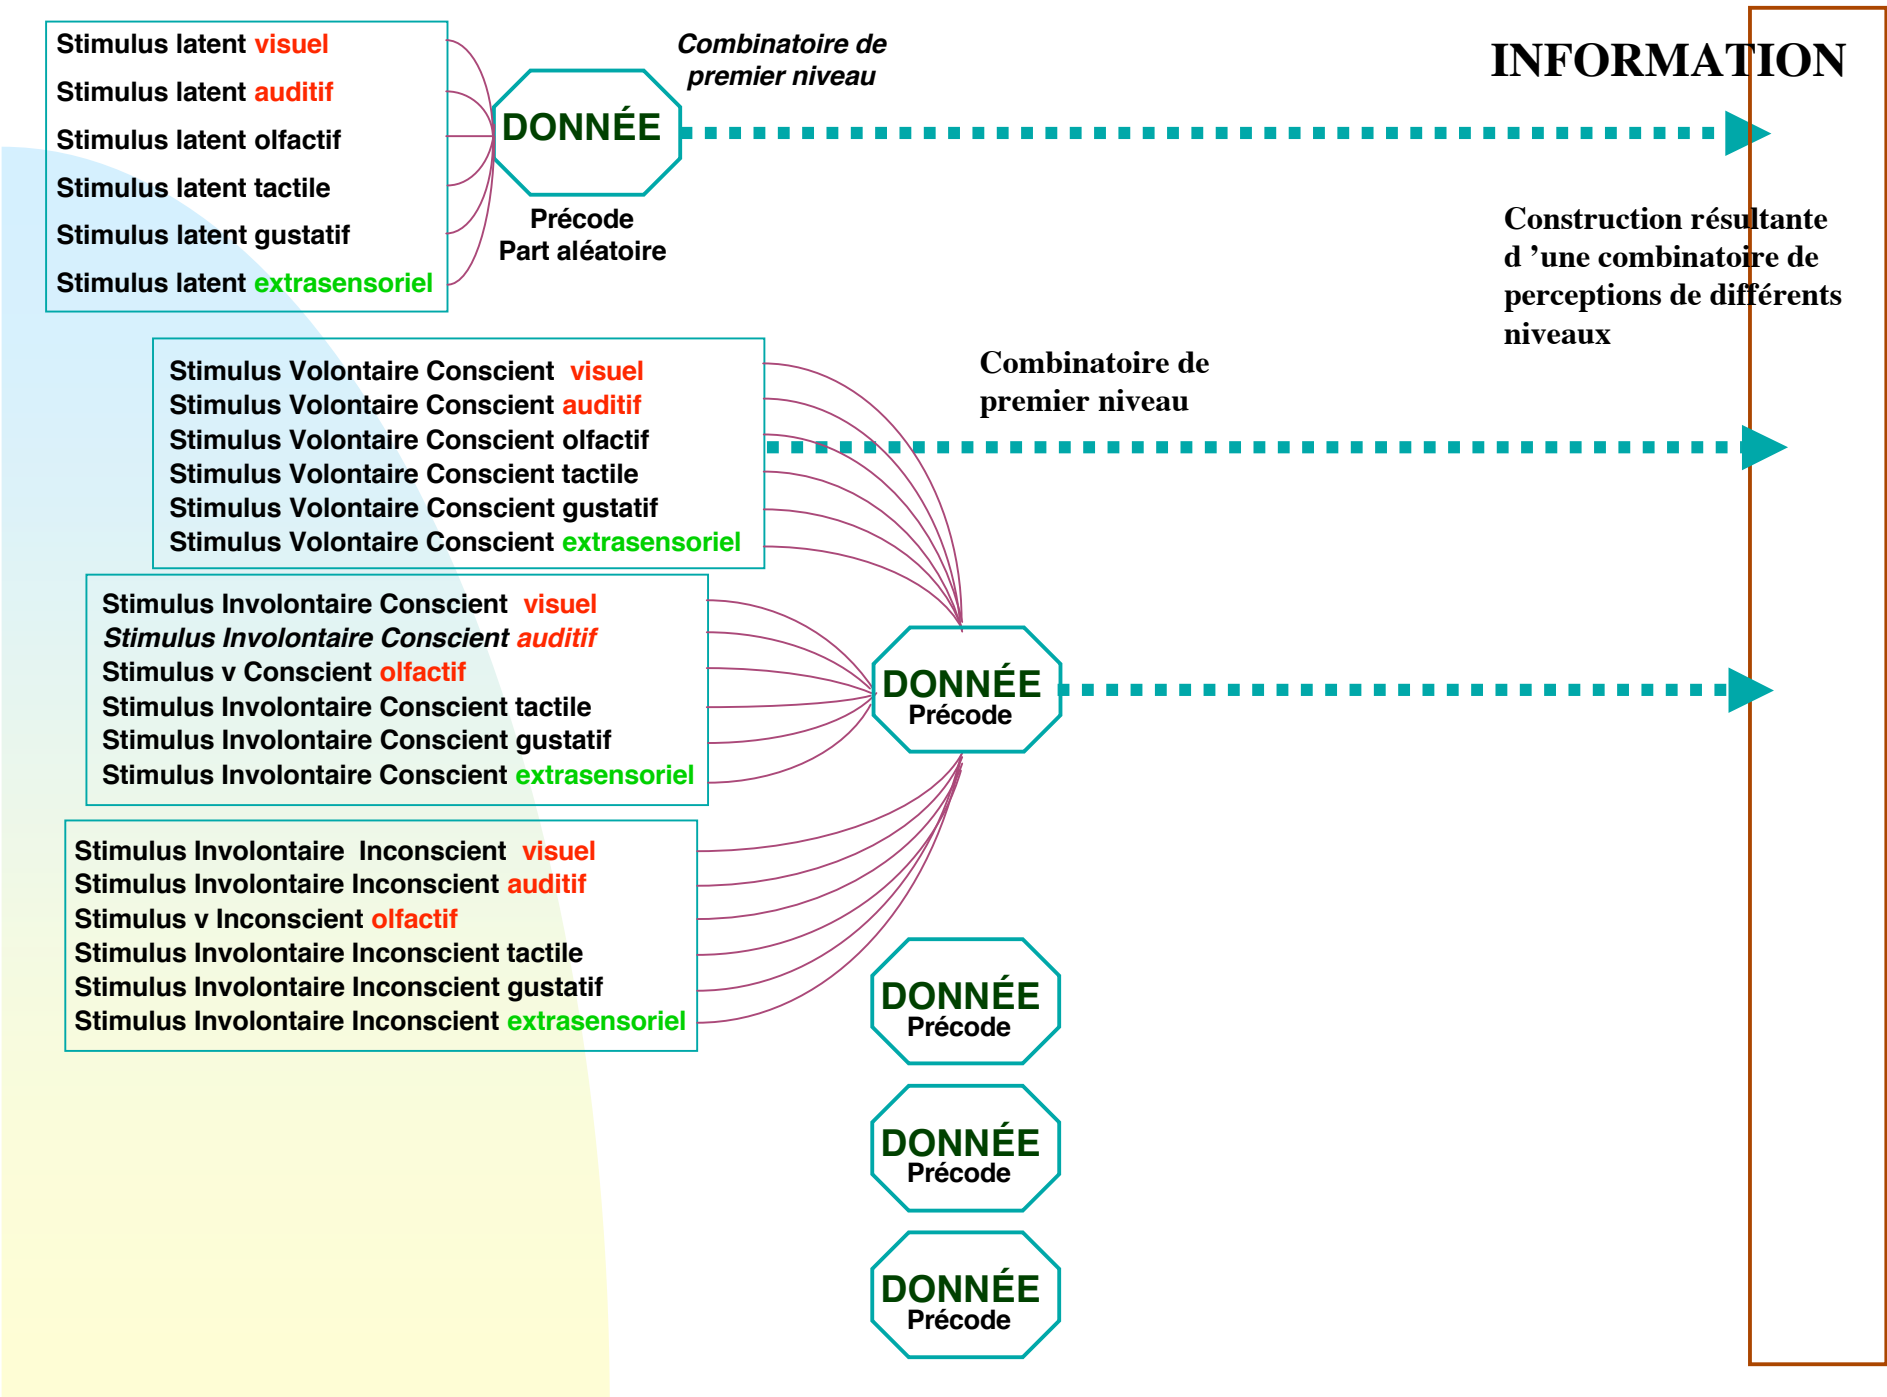 Stimulus latent visuel
Stimulus latent auditif
Stimulus latent olfactif
Stimulus latent tactile
Stimulus latent gustatif
Stimulus latent extrasensoriel
DONNÉE
Précode
Part aléatoire
Combinatoire de
premier niveau
INFORMATION
Construction résultante
d ’une combinatoire de
perceptions de différents
niveaux
Stimulus Volontaire Conscient  visuel
Stimulus Volontaire Conscient auditif
Stimulus Volontaire Conscient olfactif
Stimulus Volontaire Conscient tactile
Stimulus Volontaire Conscient gustatif
Stimulus Volontaire Conscient extrasensoriel
Combinatoire de
premier niveau
Stimulus Involontaire Conscient  visuel
Stimulus Involontaire Conscient auditif
Stimulus v Conscient olfactif
Stimulus Involontaire Conscient tactile
Stimulus Involontaire Conscient gustatif
Stimulus Involontaire Conscient extrasensoriel
DONNÉE
Précode
Stimulus Involontaire  Inconscient  visuel
Stimulus Involontaire Inconscient auditif
Stimulus v Inconscient olfactif
Stimulus Involontaire Inconscient tactile
Stimulus Involontaire Inconscient gustatif
Stimulus Involontaire Inconscient extrasensoriel
DONNÉE
Précode
DONNÉE
Précode
DONNÉE
Précode